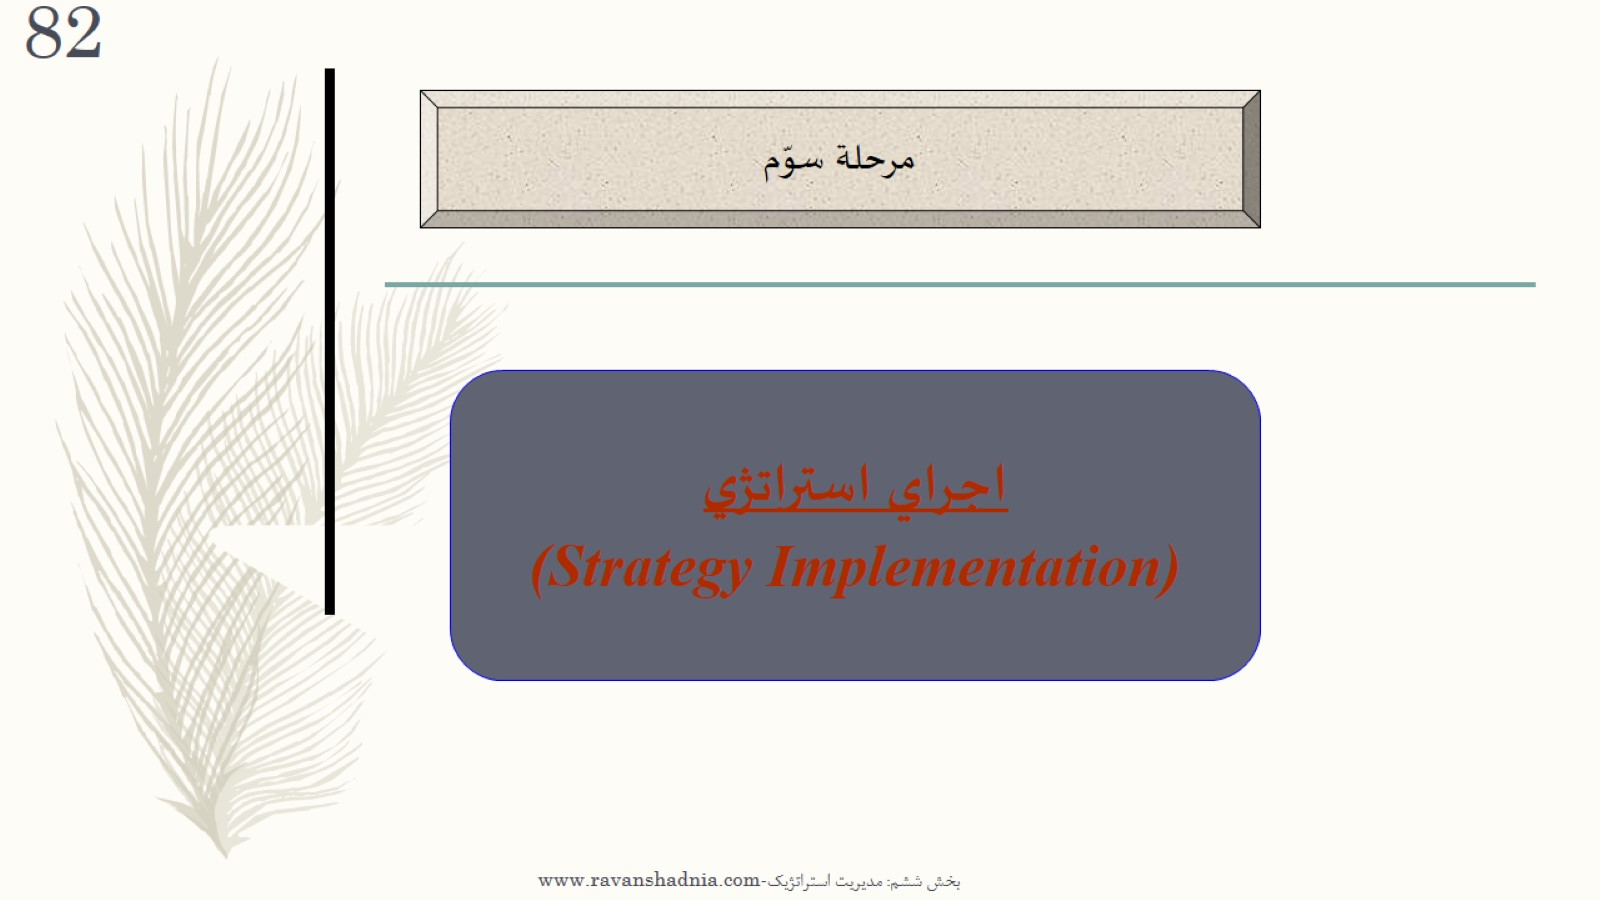 82
مرحلة سوّم
اجراي استراتژي
(Strategy Implementation)
بخش ششم: مدیریت استراتژیک-www.ravanshadnia.com